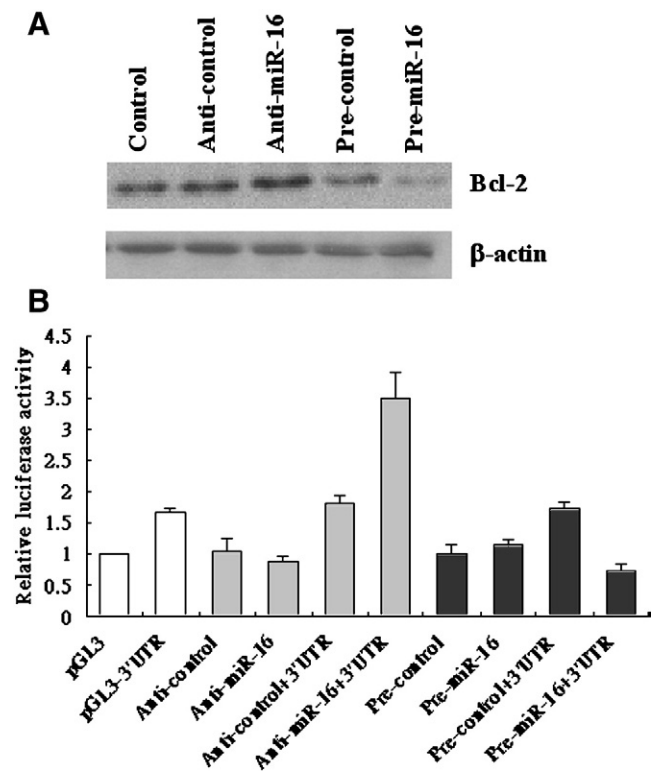 A
Control
Anti-control
Anti-miR-16
Pre-control
Pre-miR-16
Bcl-2
β-actin
B
Relative luciferase activity
4.5
4
3.5
3
2.5
2
1.5
1
0.5
0
pGL3
pGL3-3'UTR
Anti-control
Anti-miR-16
Anti-control+3'UTR
Anti-miR-16+3'UTR
Pre-control
Pre-miR-16
Pre-control+3'UTR
Pre-miR-16+3'UTR